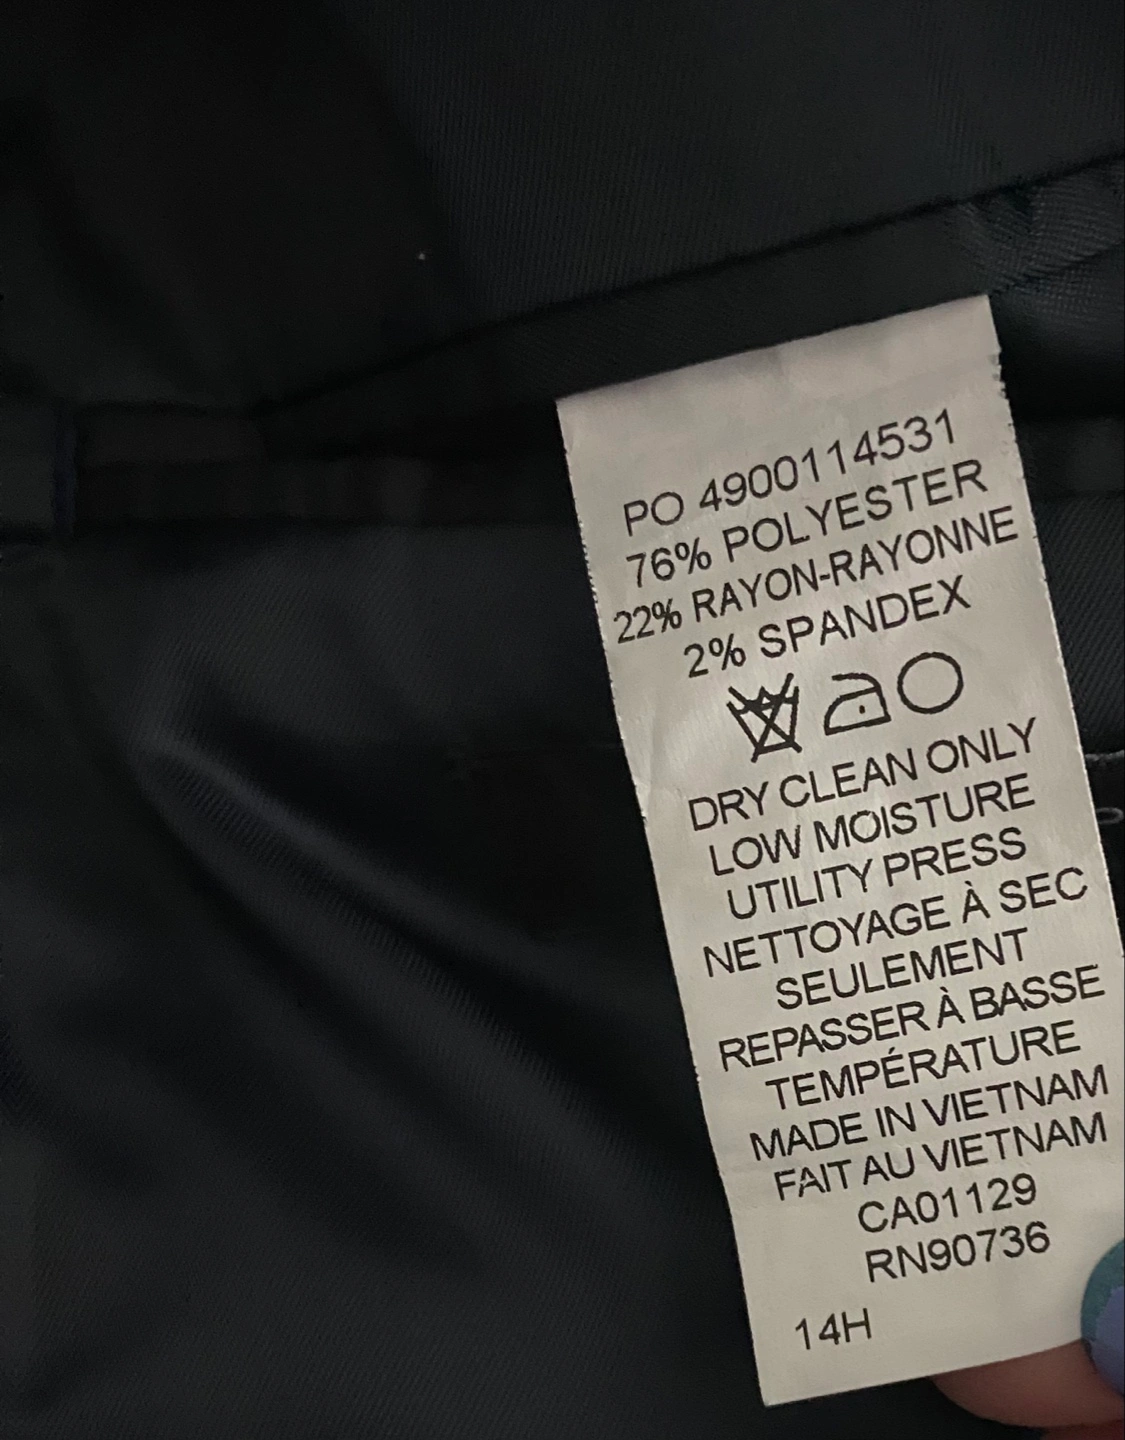 PO 4900114531
76% POLYESTER
22% RAYON-RAYONNE
2% SPANDEX
DRY CLEAN ONLY
LOW MOISTURE
UTILITY PRESS
NETTOYAGE À SEC
SEULEMENT
REPASSER À BASSE
TEMPÉRATURE
MADE IN VIETNAM
FAIT AU VIETNAM
CA01129
RN90736
14H